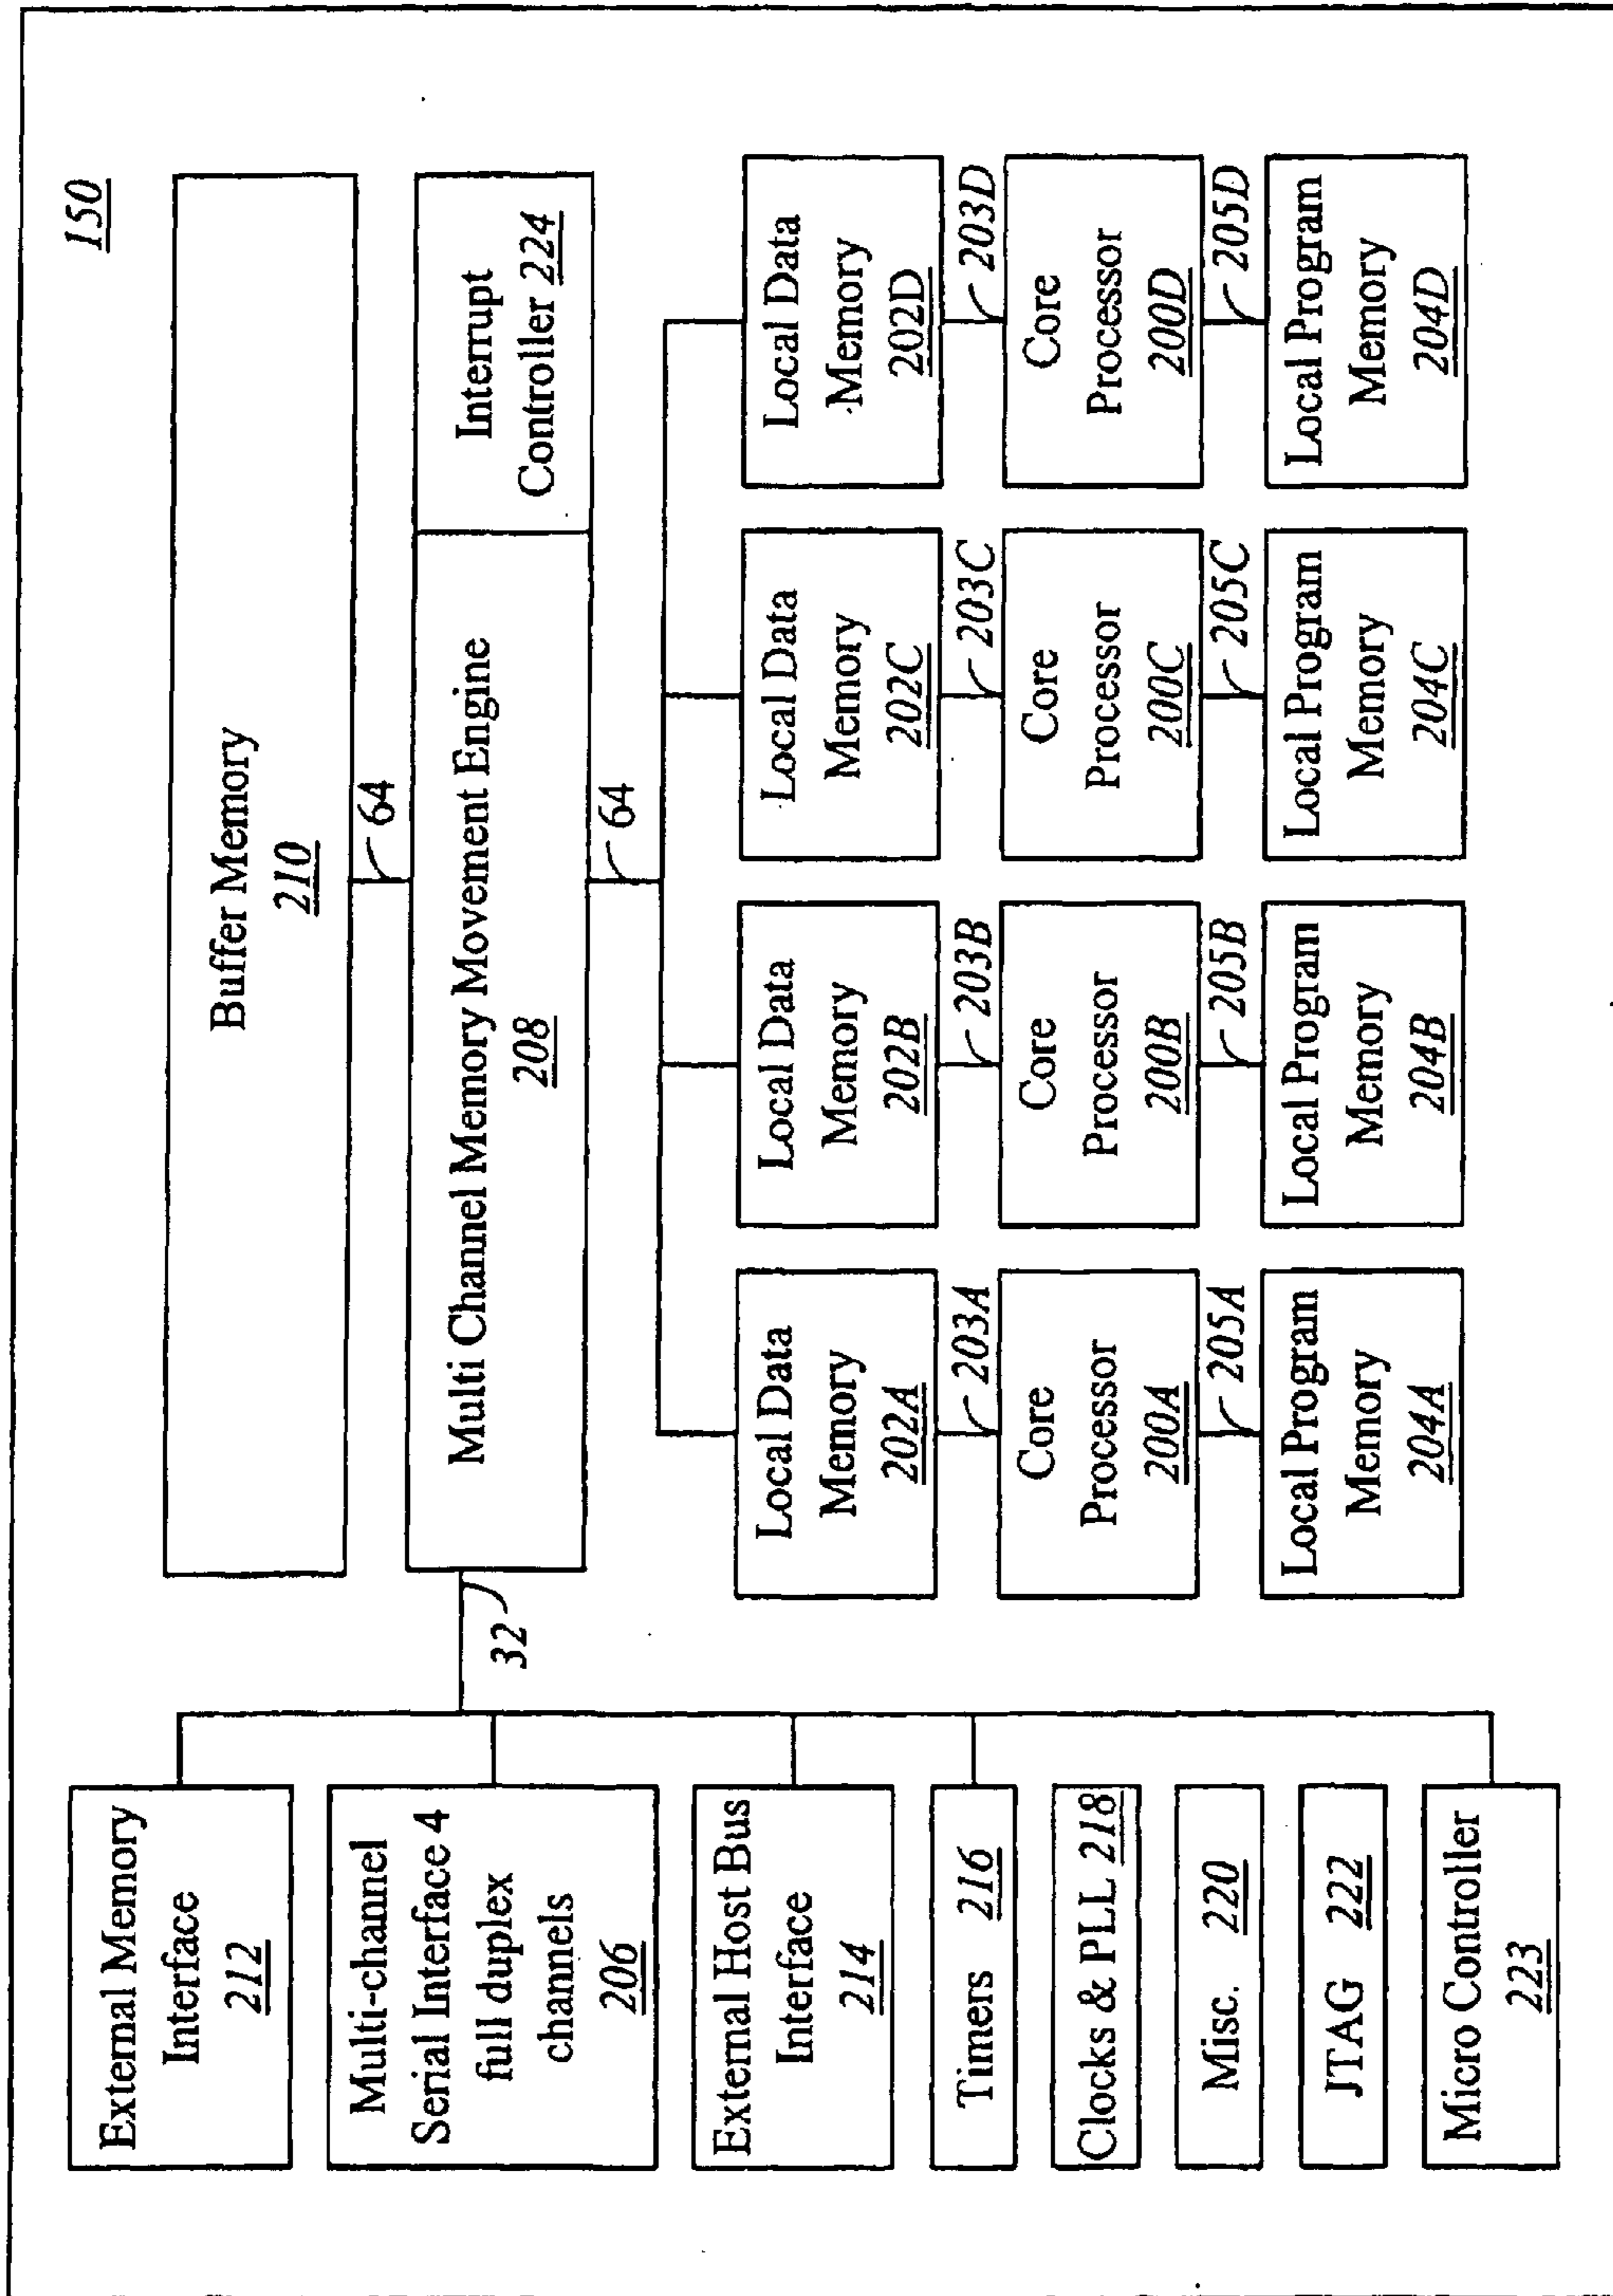 150
External Memory
Interface
212
Multi-channel
Serial Interface 4
full duplex
channels
206
External Host Bus
Interface
214
Timers 216
Clocks & PLL 218
Misc. 220
JTAG 222
Micro Controller
223
32
Buffer Memory
210
64
Multi Channel Memory Movement Engine
208
Interrupt
Controller 224
64
Local Data
Memory
202A
203A
Core
Processor
200A
205A
Local Program
Memory
204A
Local Data
Memory
202B
203B
Core
Processor
200B
205B
Local Program
Memory
204B
Local Data
Memory
202C
203C
Core
Processor
200C
205C
Local Program
Memory
204C
Local Data
Memory
202D
203D
Core
Processor
200D
205D
Local Program
Memory
204D